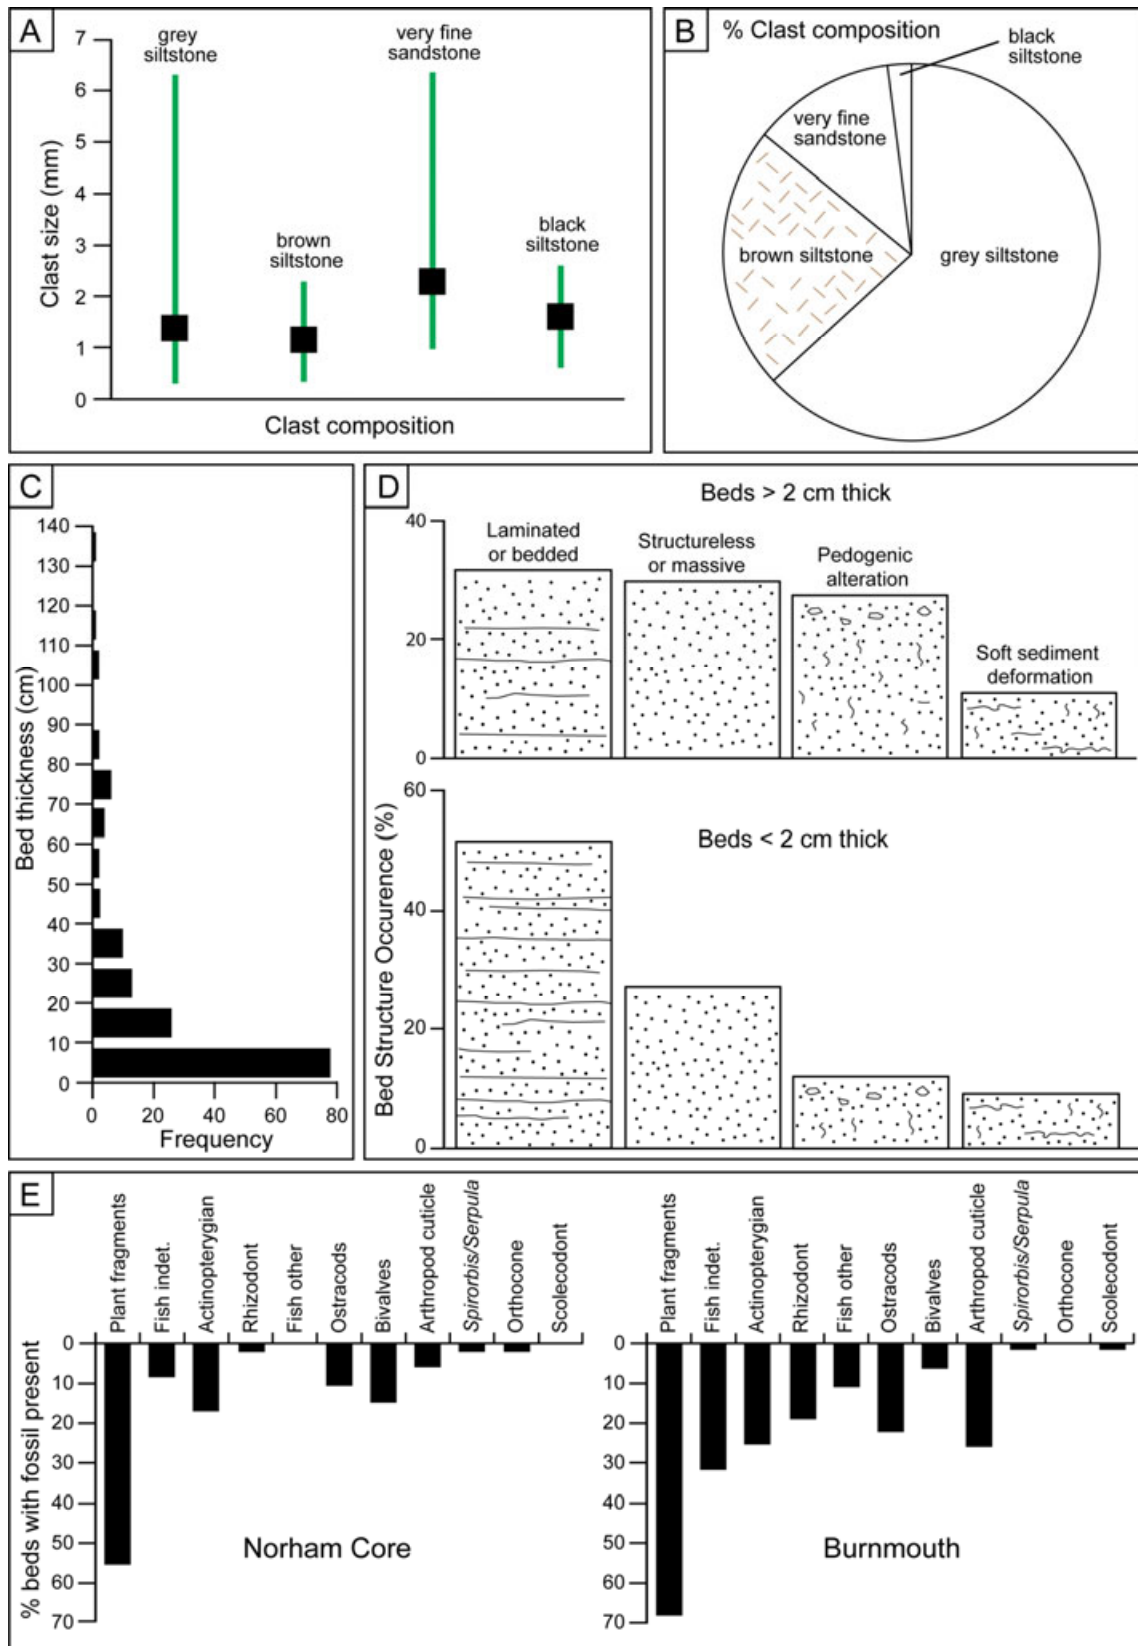 A
7
6
5
4
3
2
1
0
Clast size (mm)
grey
siltstone
brown
siltstone
very fine
sandstone
black
siltstone
Clast composition
B
% Clast composition
black
siltstone
very fine
sandstone
brown siltstone
grey siltstone
C
Bed thickness (cm)
140
130
120
110
100
90
80
70
60
50
40
30
20
10
0
0 20 40 60 80
Frequency
D
Beds > 2 cm thick
40
20
0
Laminated
or bedded
Structureless
or massive
Pedogenic
alteration
Soft sediment
deformation
Bed Structure Occurence (%)
Beds < 2 cm thick
60
40
20
0
E
Plant fragments
Fish indet.
Actinopterygian
Rhizodont
Fish other
Ostracods
Bivalves
Arthropod cuticle
Spirorbis/Serpula
Orthocone
Scolecodont
% beds with fossil present
0
10
20
30
40
50
60
70
Norham Core
Plant fragments
Fish indet.
Actinopterygian
Rhizodont
Fish other
Ostracods
Bivalves
Arthropod cuticle
Spirorbis/Serpula
Orthocone
Scolecodont
0
10
20
30
40
50
60
70
Burnmouth